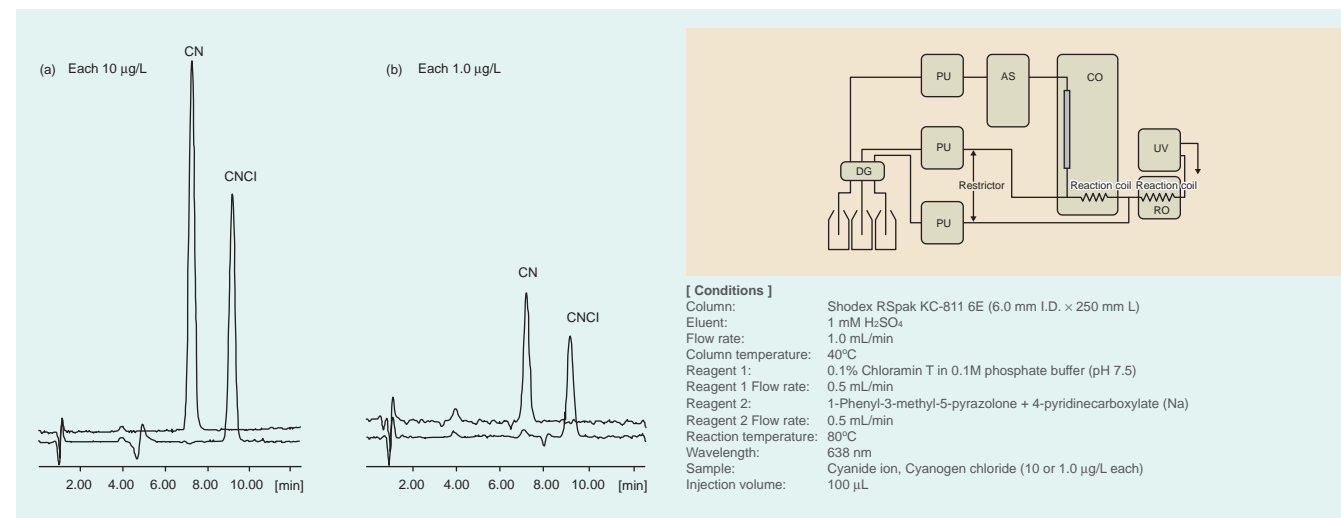 (a) Each 10 µg/L
CN
CNCl
2.00 4.00 6.00 8.00 10.00 [min]
(b) Each 1.0 µg/L
CN
CNCl
2.00 4.00 6.00 8.00 10.00 [min]
PU
AS
CO
PU
UV
DG
Restrictor
Reaction coil
Reaction coil
PU
RO
[ Conditions ]
Column: Shodex RSpak KC-811 6E (6.0 mm I.D. × 250 mm L)
Eluent: 1 mM H₂SO₄
Flow rate: 1.0 mL/min
Column temperature: 40ºC
Reagent 1: 0.1% Chloramin T in 0.1M phosphate buffer (pH 7.5)
Reagent 1 Flow rate: 0.5 mL/min
Reagent 2: 1-Phenyl-3-methyl-5-pyrazolone + 4-pyridinecarboxylate (Na)
Reagent 2 Flow rate: 0.5 mL/min
Reaction temperature: 80ºC
Wavelength: 638 nm
Sample: Cyanide ion, Cyanogen chloride (10 or 1.0 µg/L each)
Injection volume: 100 µL